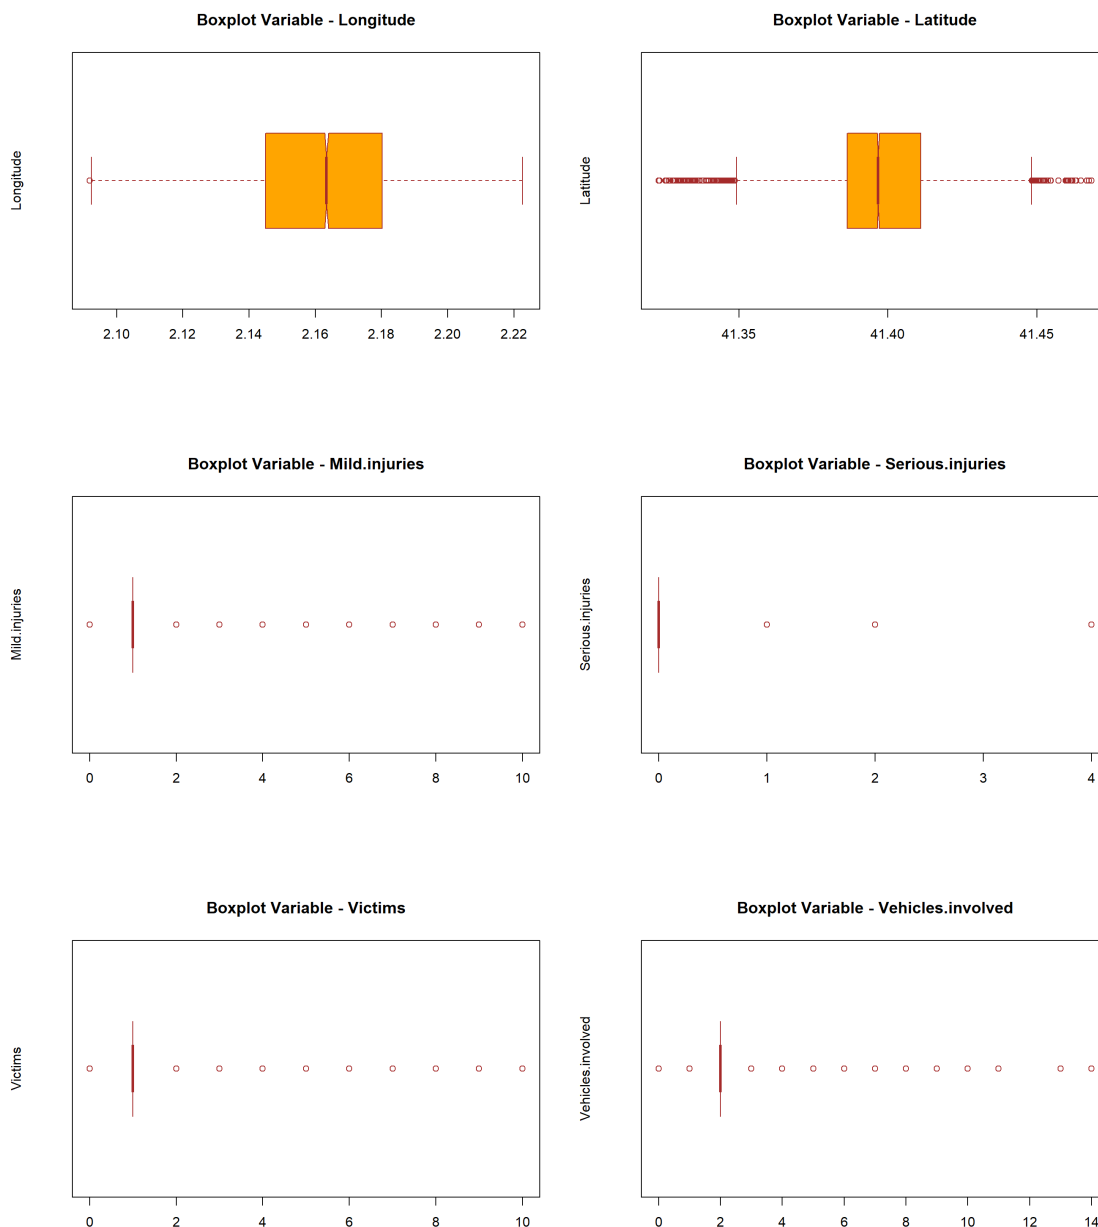 Boxplot Variable - Longitude
Longitude
2.10 2.12 2.14 2.16 2.18 2.20 2.22
Boxplot Variable - Latitude
Latitude
41.35 41.40 41.45
Boxplot Variable - Mild.injuries
Mild.injuries
0 2 4 6 8 10
Boxplot Variable - Serious.injuries
Serious.injuries
0 1 2 3 4
Boxplot Variable - Victims
Victims
0 2 4 6 8 10
Boxplot Variable - Vehicles.involved
Vehicles.involved
0 2 4 6 8 10 12 14